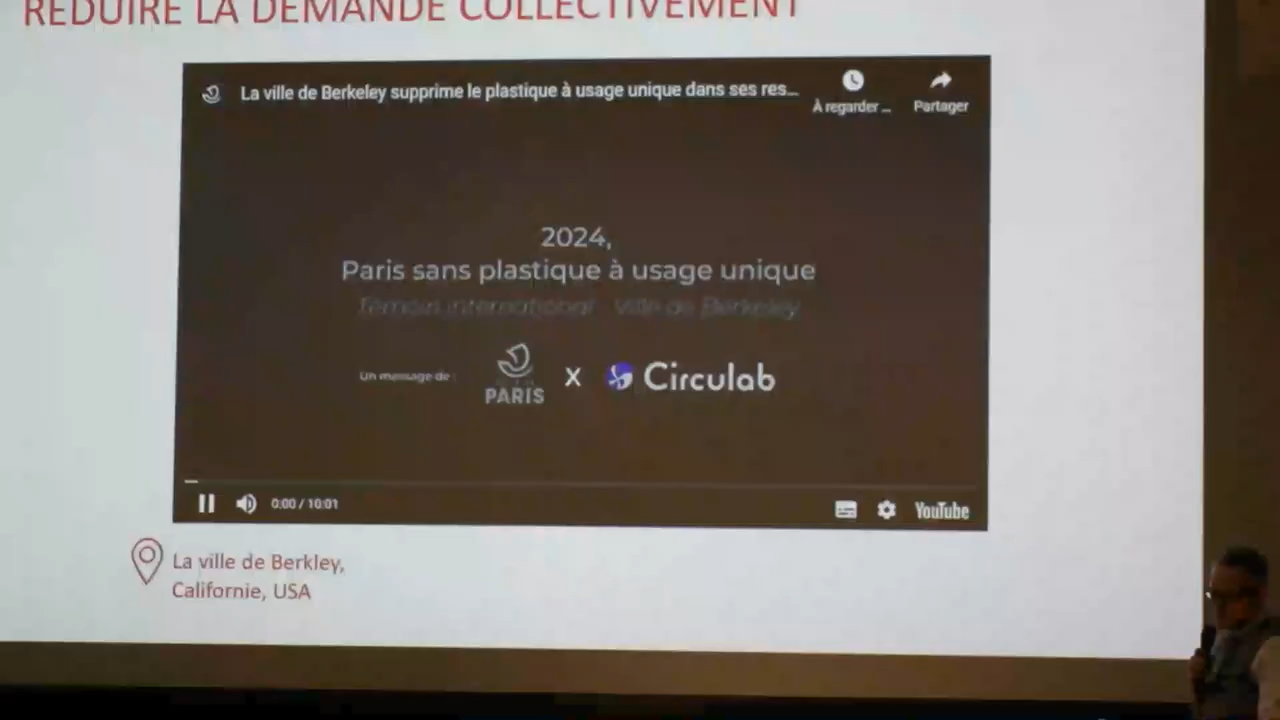 REDUIRE LA DEMANDE COLLECTIVEMENT
La ville de Berkeley supprime le plastique à usage unique dans ses res...
À regarder ...
Partager
2024,
Paris sans plastique à usage unique
Témoin international - Ville de Berkeley
Un message de :
PARIS
X
Circulab
0:00 / 10:01
YouTube
La ville de Berkley,
Californie, USA